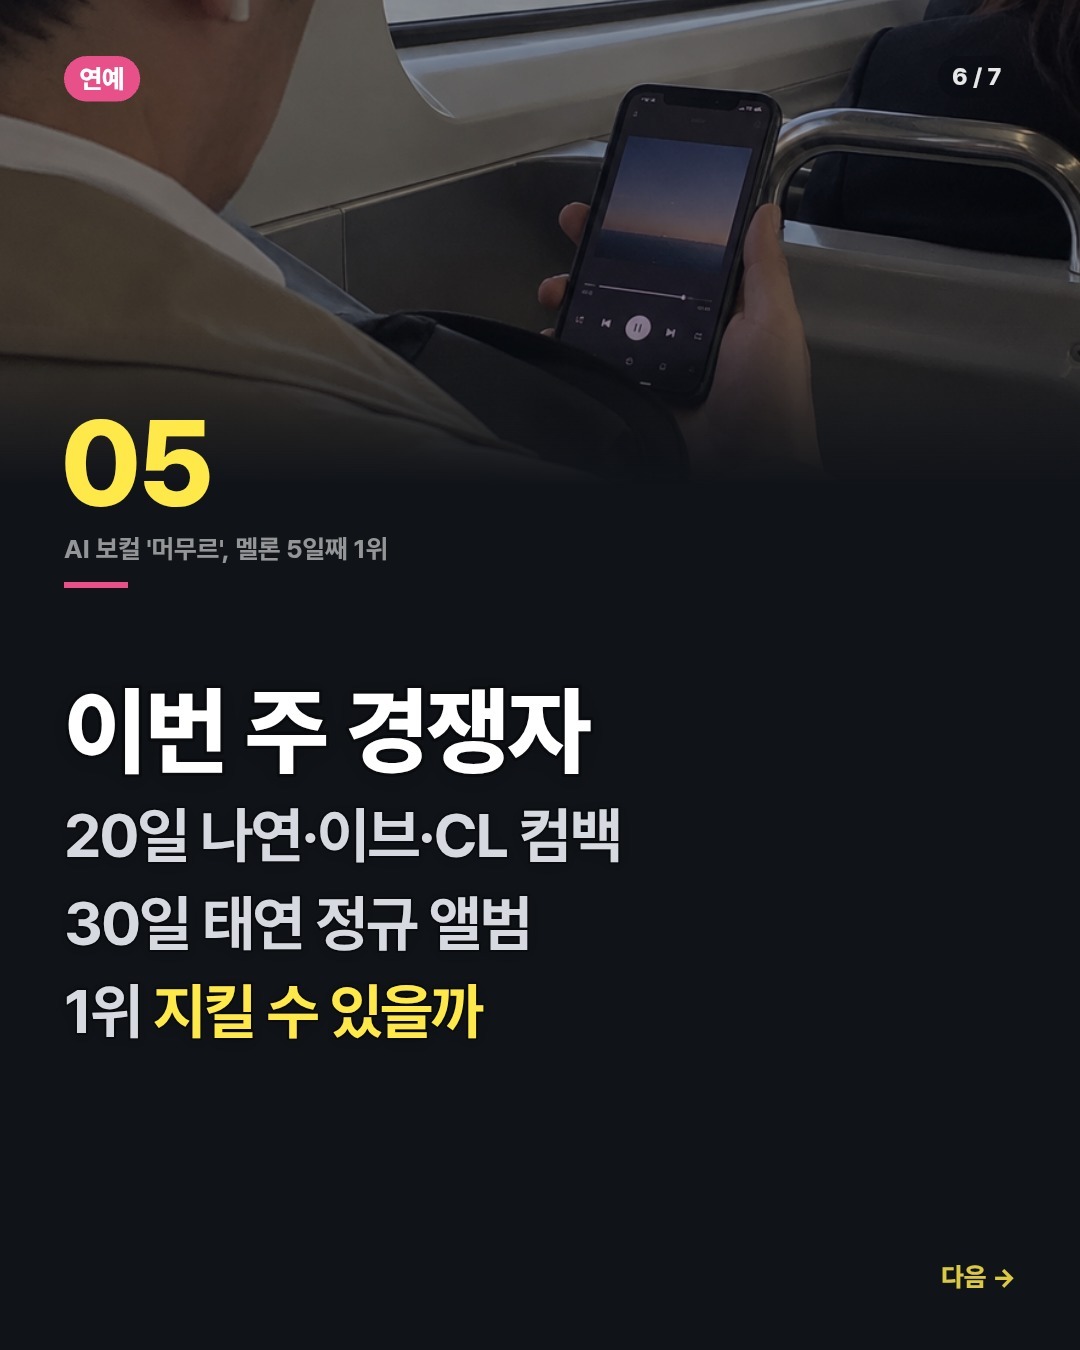 연예
6 / 7
05
AI 보컬 '머무르', 멜론 5일째 1위
이번 주 경쟁자
20일 나연·이브·CL 컴백
30일 태연 정규 앨범
1위 지킬 수 있을까
다음 →